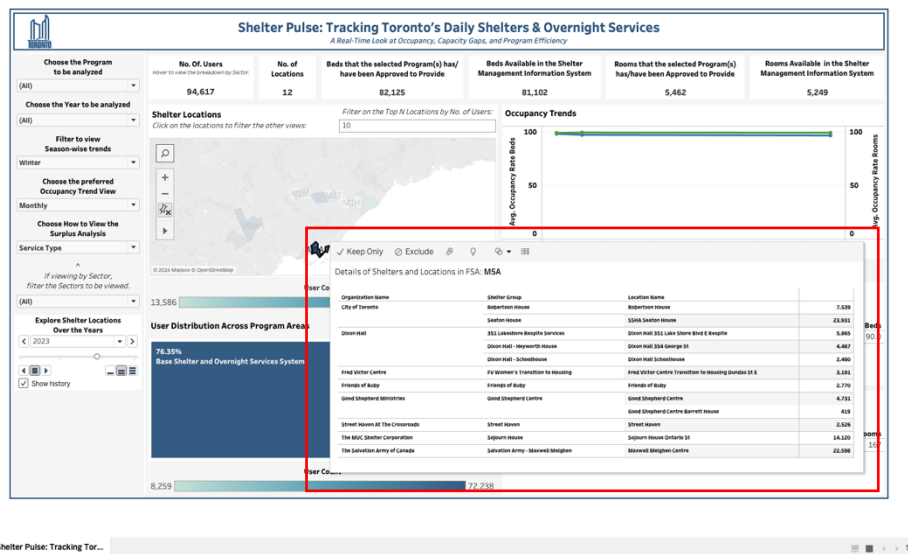 TORONTO
Shelter Pulse: Tracking Toronto's Daily Shelters & Overnight Services
A Real-Time Look at Occupancy, Capacity Gaps, and Program Efficiency
Choose the Program
to be analyzed
(All)
Choose the Year to be analyzed
(All)
Filter to view
Season-wise trends
Winter
Choose the preferred
Occupancy Trend View
Monthly
Choose How to View the
Surplus Analysis
Service Type
If viewing by Sector,
filter the Sectors to be viewed.
(All)
Explore Shelter Locations
Over the Years
2023
Show history
No. Of. Users
Hover to view the breakdown by Sector.
94,617
No. of
Locations
12
Beds that the selected Program(s) has/
have been Approved to Provide
82,125
Beds Available in the Shelter
Management Information System
81,102
Rooms that the selected Program(s)
has/have been Approved to Provide
5,462
Rooms Available in the Shelter
Management Information System
5,249
Shelter Locations
Click on the locations to filter the other views:
Filter on the Top N Locations by No. of Users:
10
M1H
© 2024 Mapbox © OpenStreetMap
User Co
13,586
Occupancy Trends
Avg. Occupancy Rate Beds
100
50
0
100
50
0
Avg. Occupancy Rate Rooms
User Distribution Across Program Areas
76.35%
Base Shelter and Overnight Services System
User Count
8,259
72,238
Beds
90.0
ooms
167
Keep Only
Exclude
Details of Shelters and Locations in FSA: M5A
Organization Name Shelter Group Location Name
City of Toronto Robertson House Robertson House 7,539
Seaton House SSHA Seaton House 23,931
Dixon Hall 351 Lakeshore Respite Services Dixon Hall 351 Lake Shore Blvd E Respite 5,865
Dixon Hall - Heyworth House Dixon Hall 354 George St 4,467
Dixon Hall - Schoolhouse Dixon Hall Schoolhouse 2,460
Fred Victor Centre FV Women's Transition to Housing Fred Victor Centre Transition to Housing Dundas St E 3,191
Friends of Ruby Friends of Ruby Friends of Ruby 2,770
Good Shepherd Ministries Good Shepherd Centre Good Shepherd Centre 4,731
Good Shepherd Centre Barrett House 419
Street Haven At The Crossroads Street Haven Street Haven 2,526
The MUC Shelter Corporation Sojourn House Sojourn House Ontario St 14,120
The Salvation Army of Canada Salvation Army - Maxwell Meighen Maxwell Meighen Centre 22,598
Shelter Pulse: Tracking Tor...